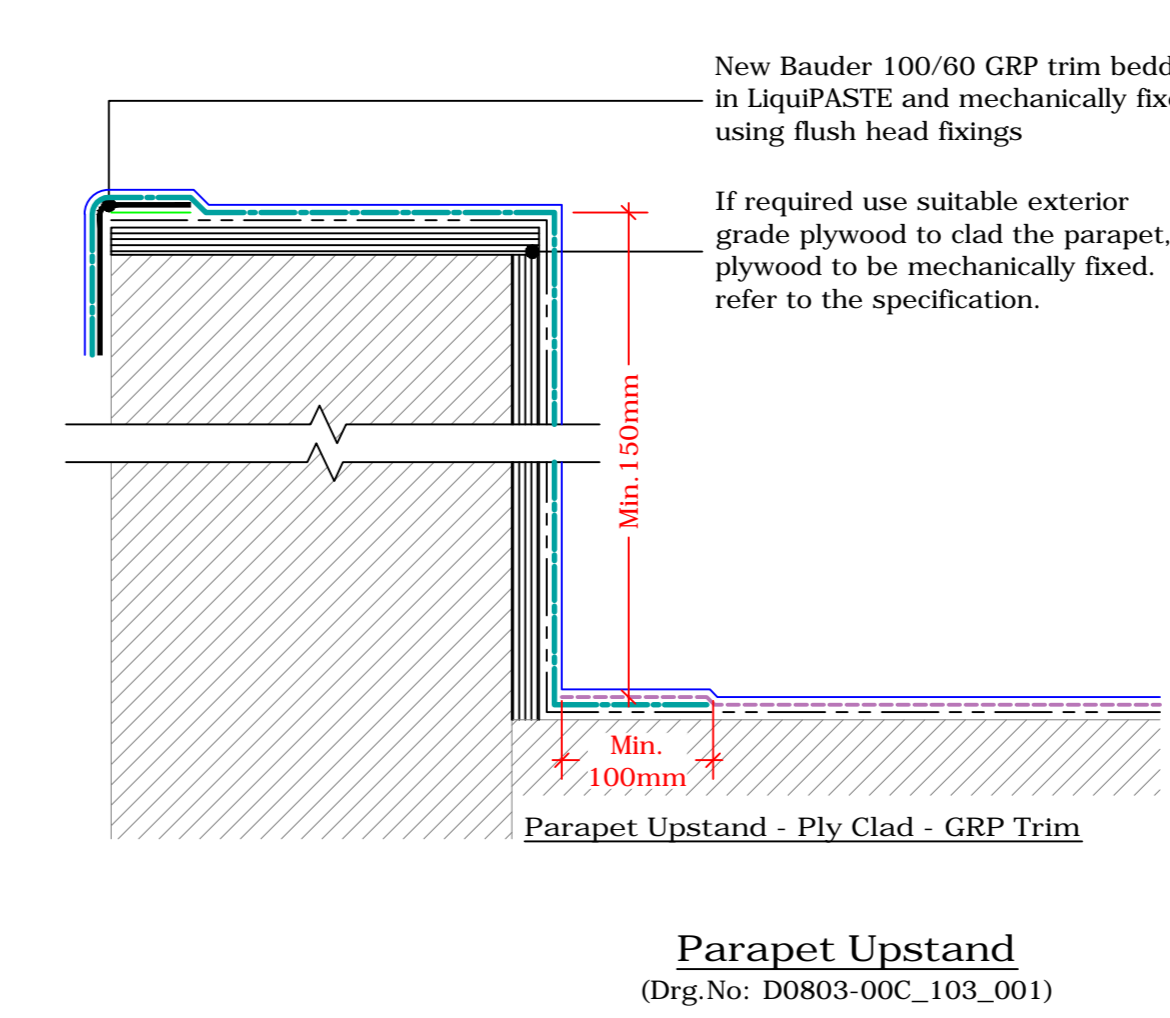 New Bauder 100/60 GRP trim
in LiquiPASTE and mechanically
using flush head fixings
If required use suitable exterior
grade plywood to clad the parapet,
plywood to be mechanically fixed.
refer to the specification.
Min.150mm
Min.
100mm
Parapet Upstand - Ply Clad - GRP Trim
Parapet Upstand
(Drg.No: D0803-00C_103_001)